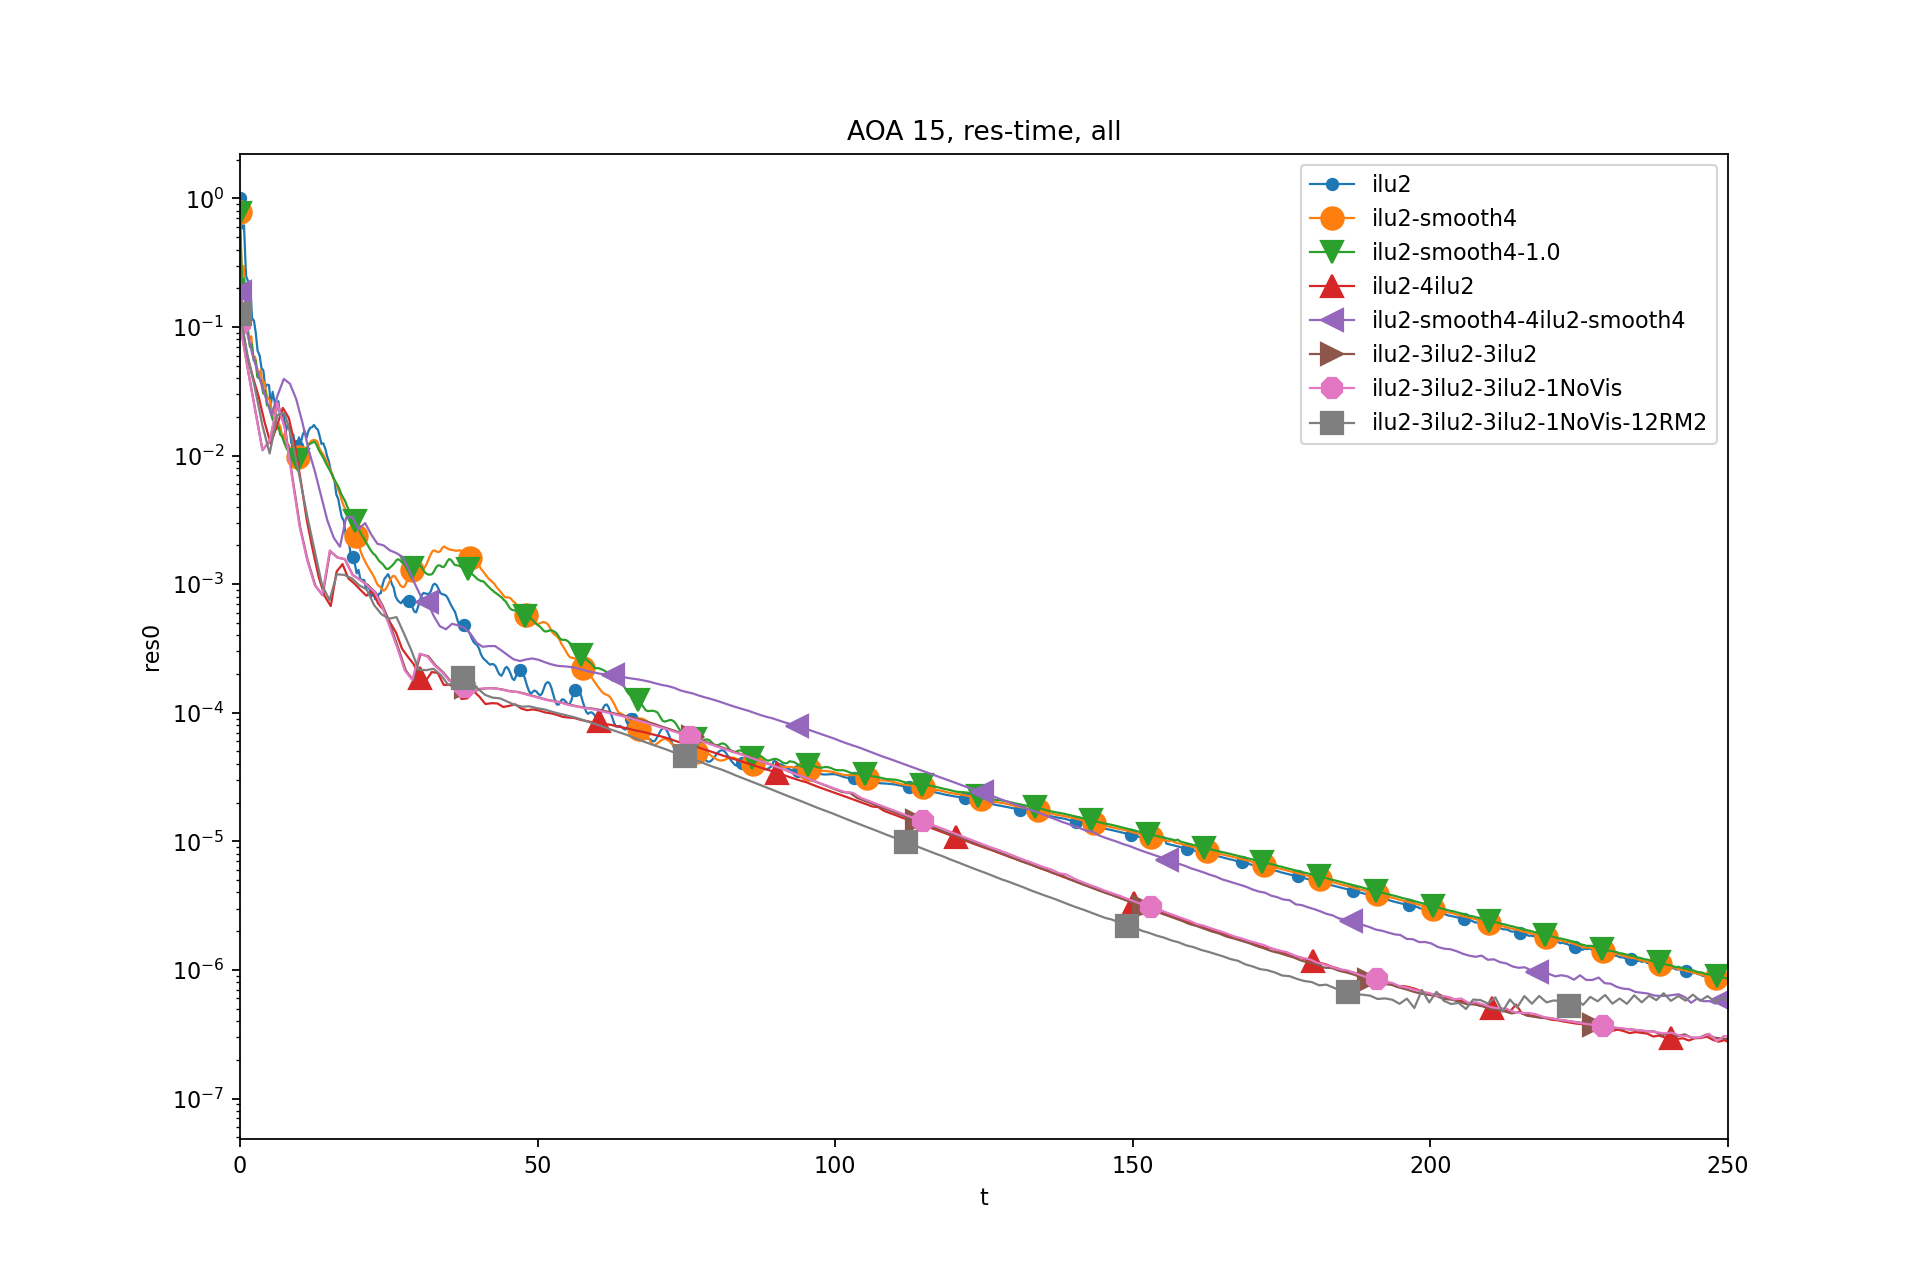 AOA 15, res-time, all
res0
10⁰
10⁻¹
10⁻²
10⁻³
10⁻⁴
10⁻⁵
10⁻⁶
10⁻⁷
ilu2
ilu2-smooth4
ilu2-smooth4-1.0
ilu2-4ilu2
ilu2-smooth4-4ilu2-smooth4
ilu2-3ilu2-3ilu2
ilu2-3ilu2-3ilu2-1NoVis
ilu2-3ilu2-3ilu2-1NoVis-12RM2
0 50 100 150 200 250
t